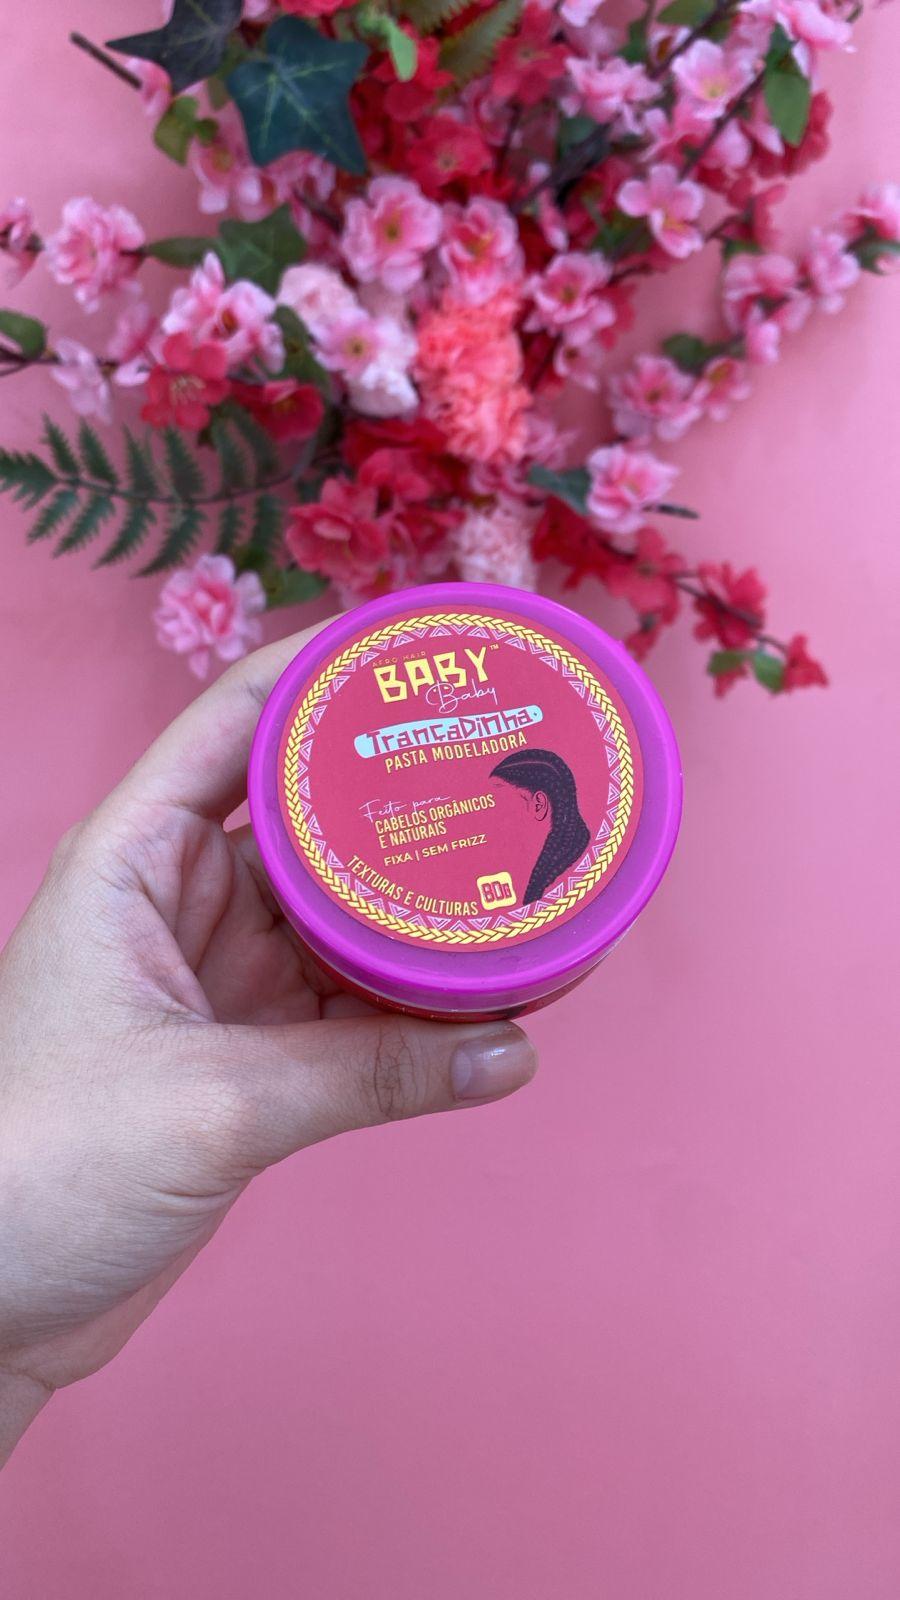 AFRO HAIR
BABY™
Baby
TrançaDinha
PASTA MODELADORA
Feito para
CABELOS ORGÂNICOS
E NATURAIS
FIXA | SEM FRIZZ
TEXTURAS E CULTURAS
80G